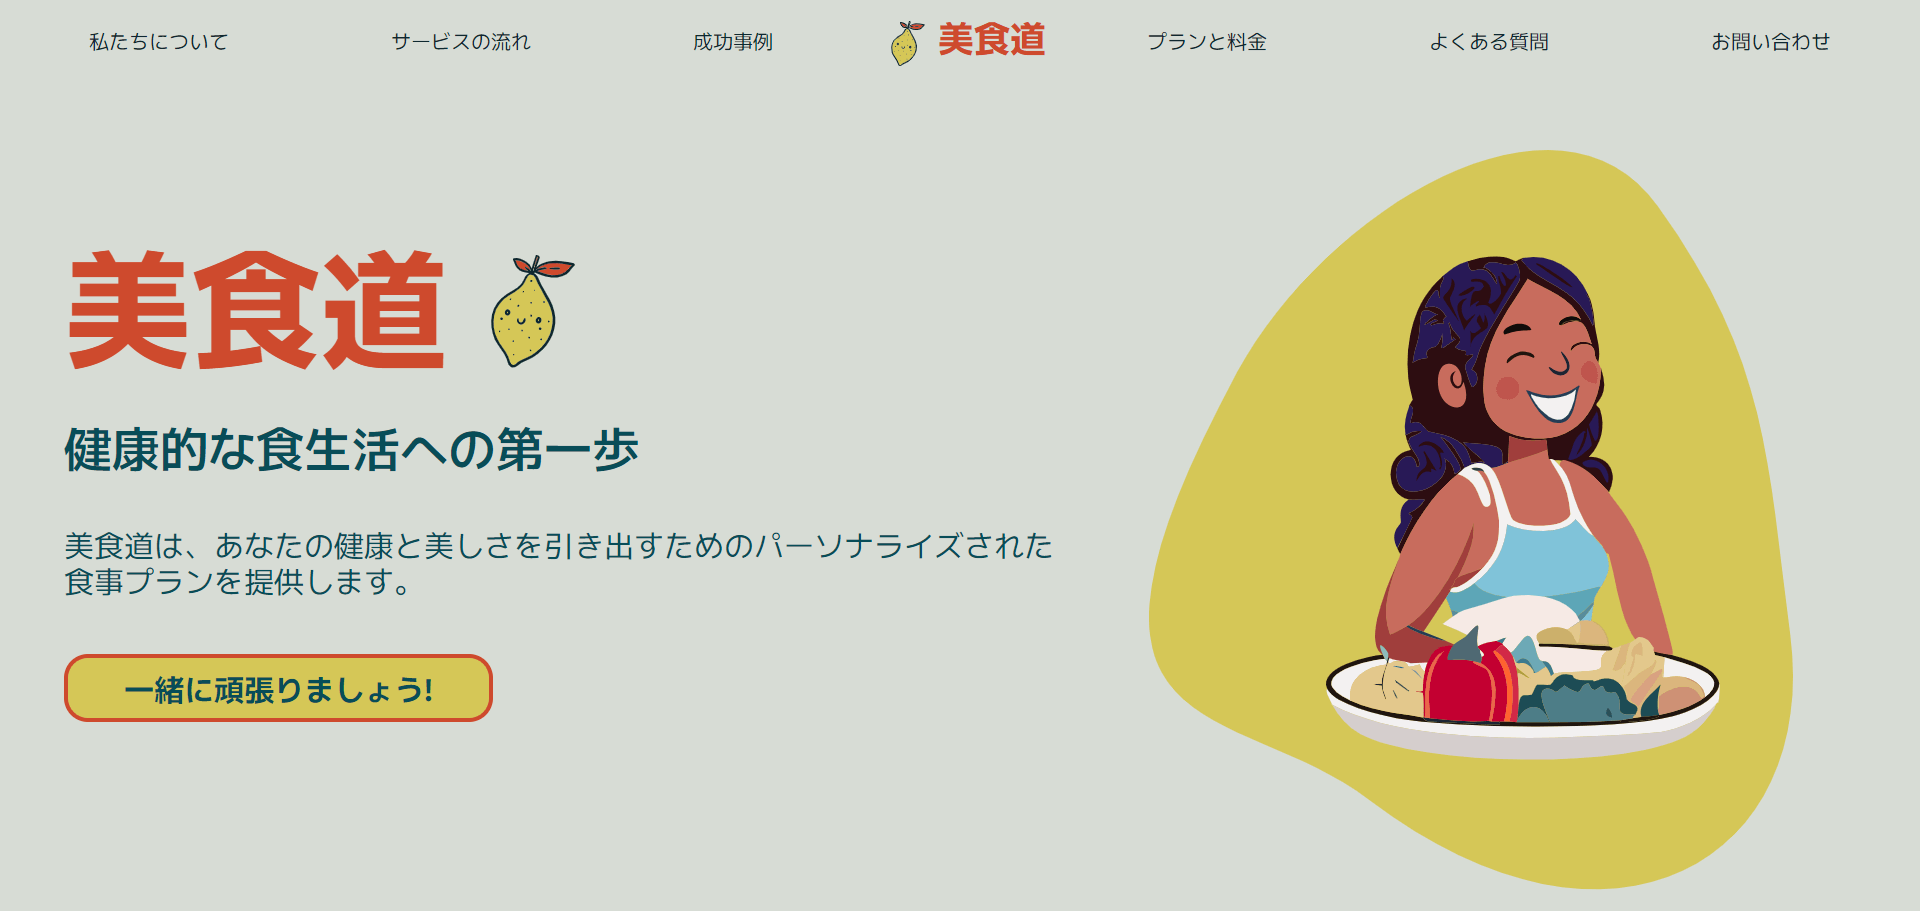 私たちについて
サービスの流れ
成功事例
美食道
プランと料金
よくある質問
お問い合わせ
美食道
健康的な食生活への第一歩
美食道は、あなたの健康と美しさを引き出すためのパーソナライズされた
食事プランを提供します。
一緒に頑張りましょう!